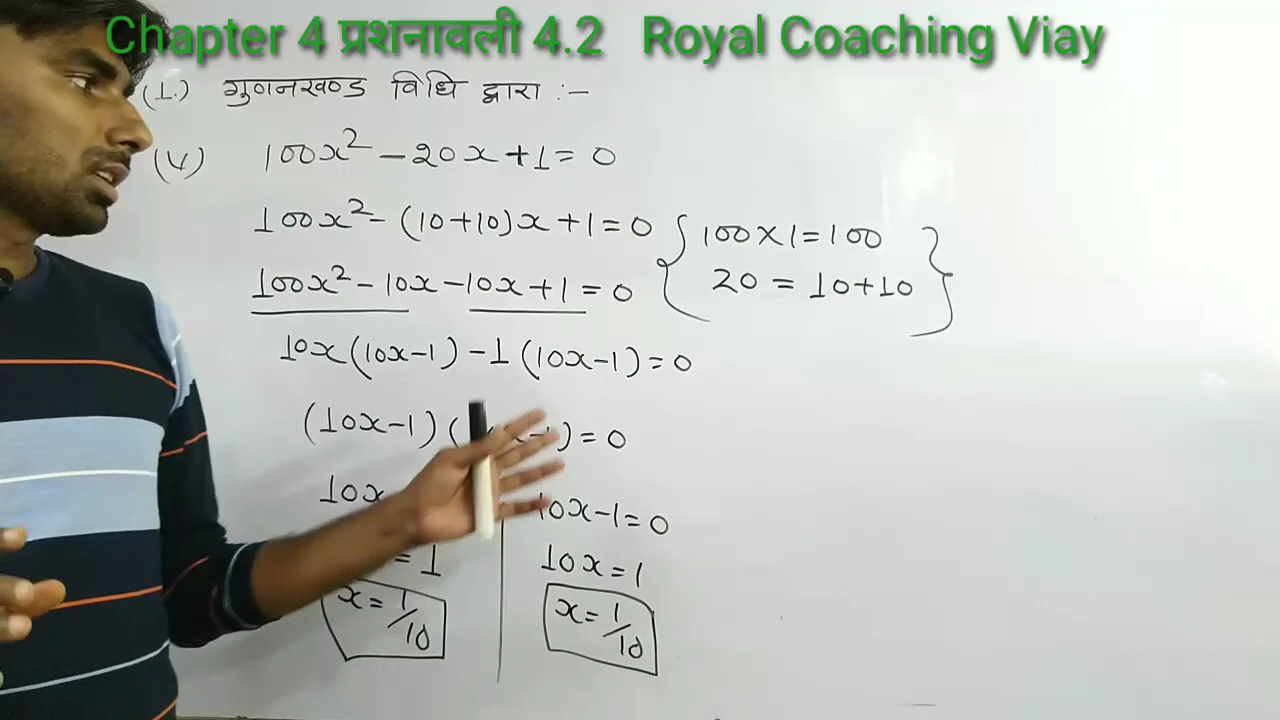 Chapter 4 प्रशनावली 4.2 Royal Coaching Viay
(1.) गुणनखण्ड विधि द्वारा :-
(V) 100x² - 20x + 1 = 0
100x² - (10+10)x + 1 = 0
100x² - 10x - 10x + 1 = 0
{ 100 × 1 = 100
20 = 10 + 10 }
10x(10x-1) - 1(10x-1) = 0
(10x-1) ( = 0
10x
= 1
x = 1/10
10x - 1 = 0
10x = 1
x = 1/10